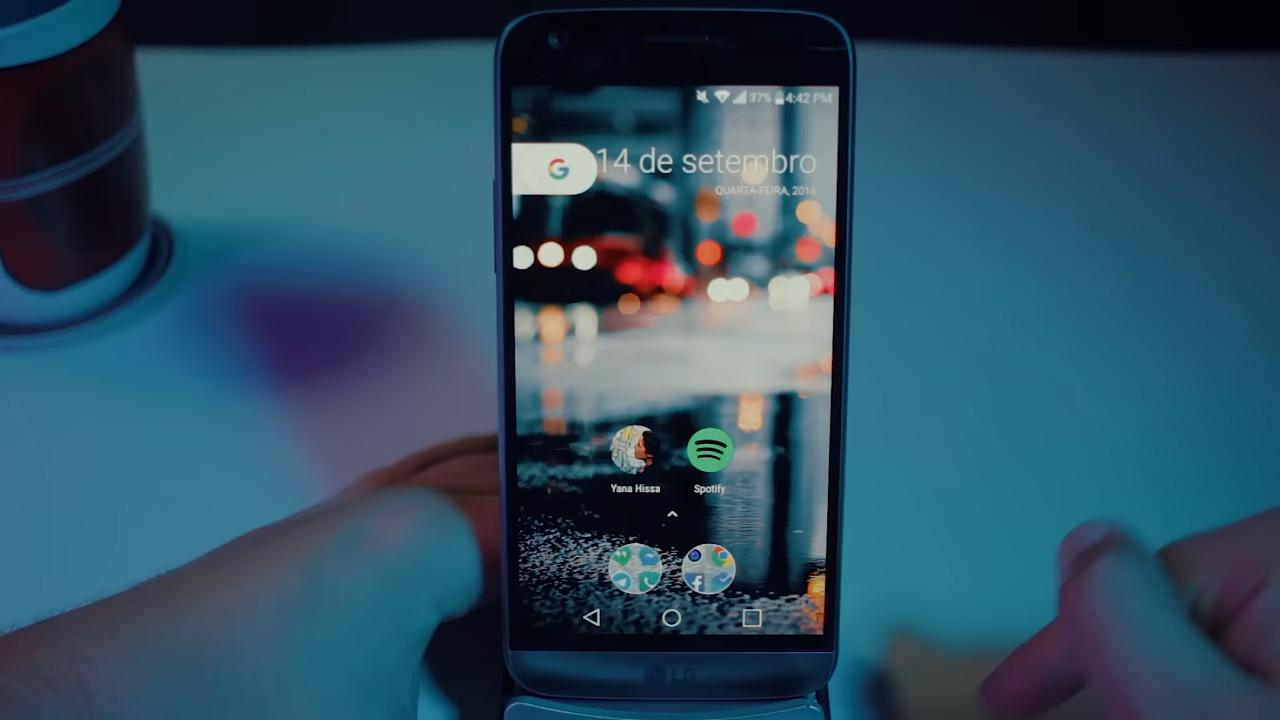 37% 4:42 PM
G
14 de setembro
QUARTA-FEIRA, 2016
Yana Hissa
Spotify
f
LG